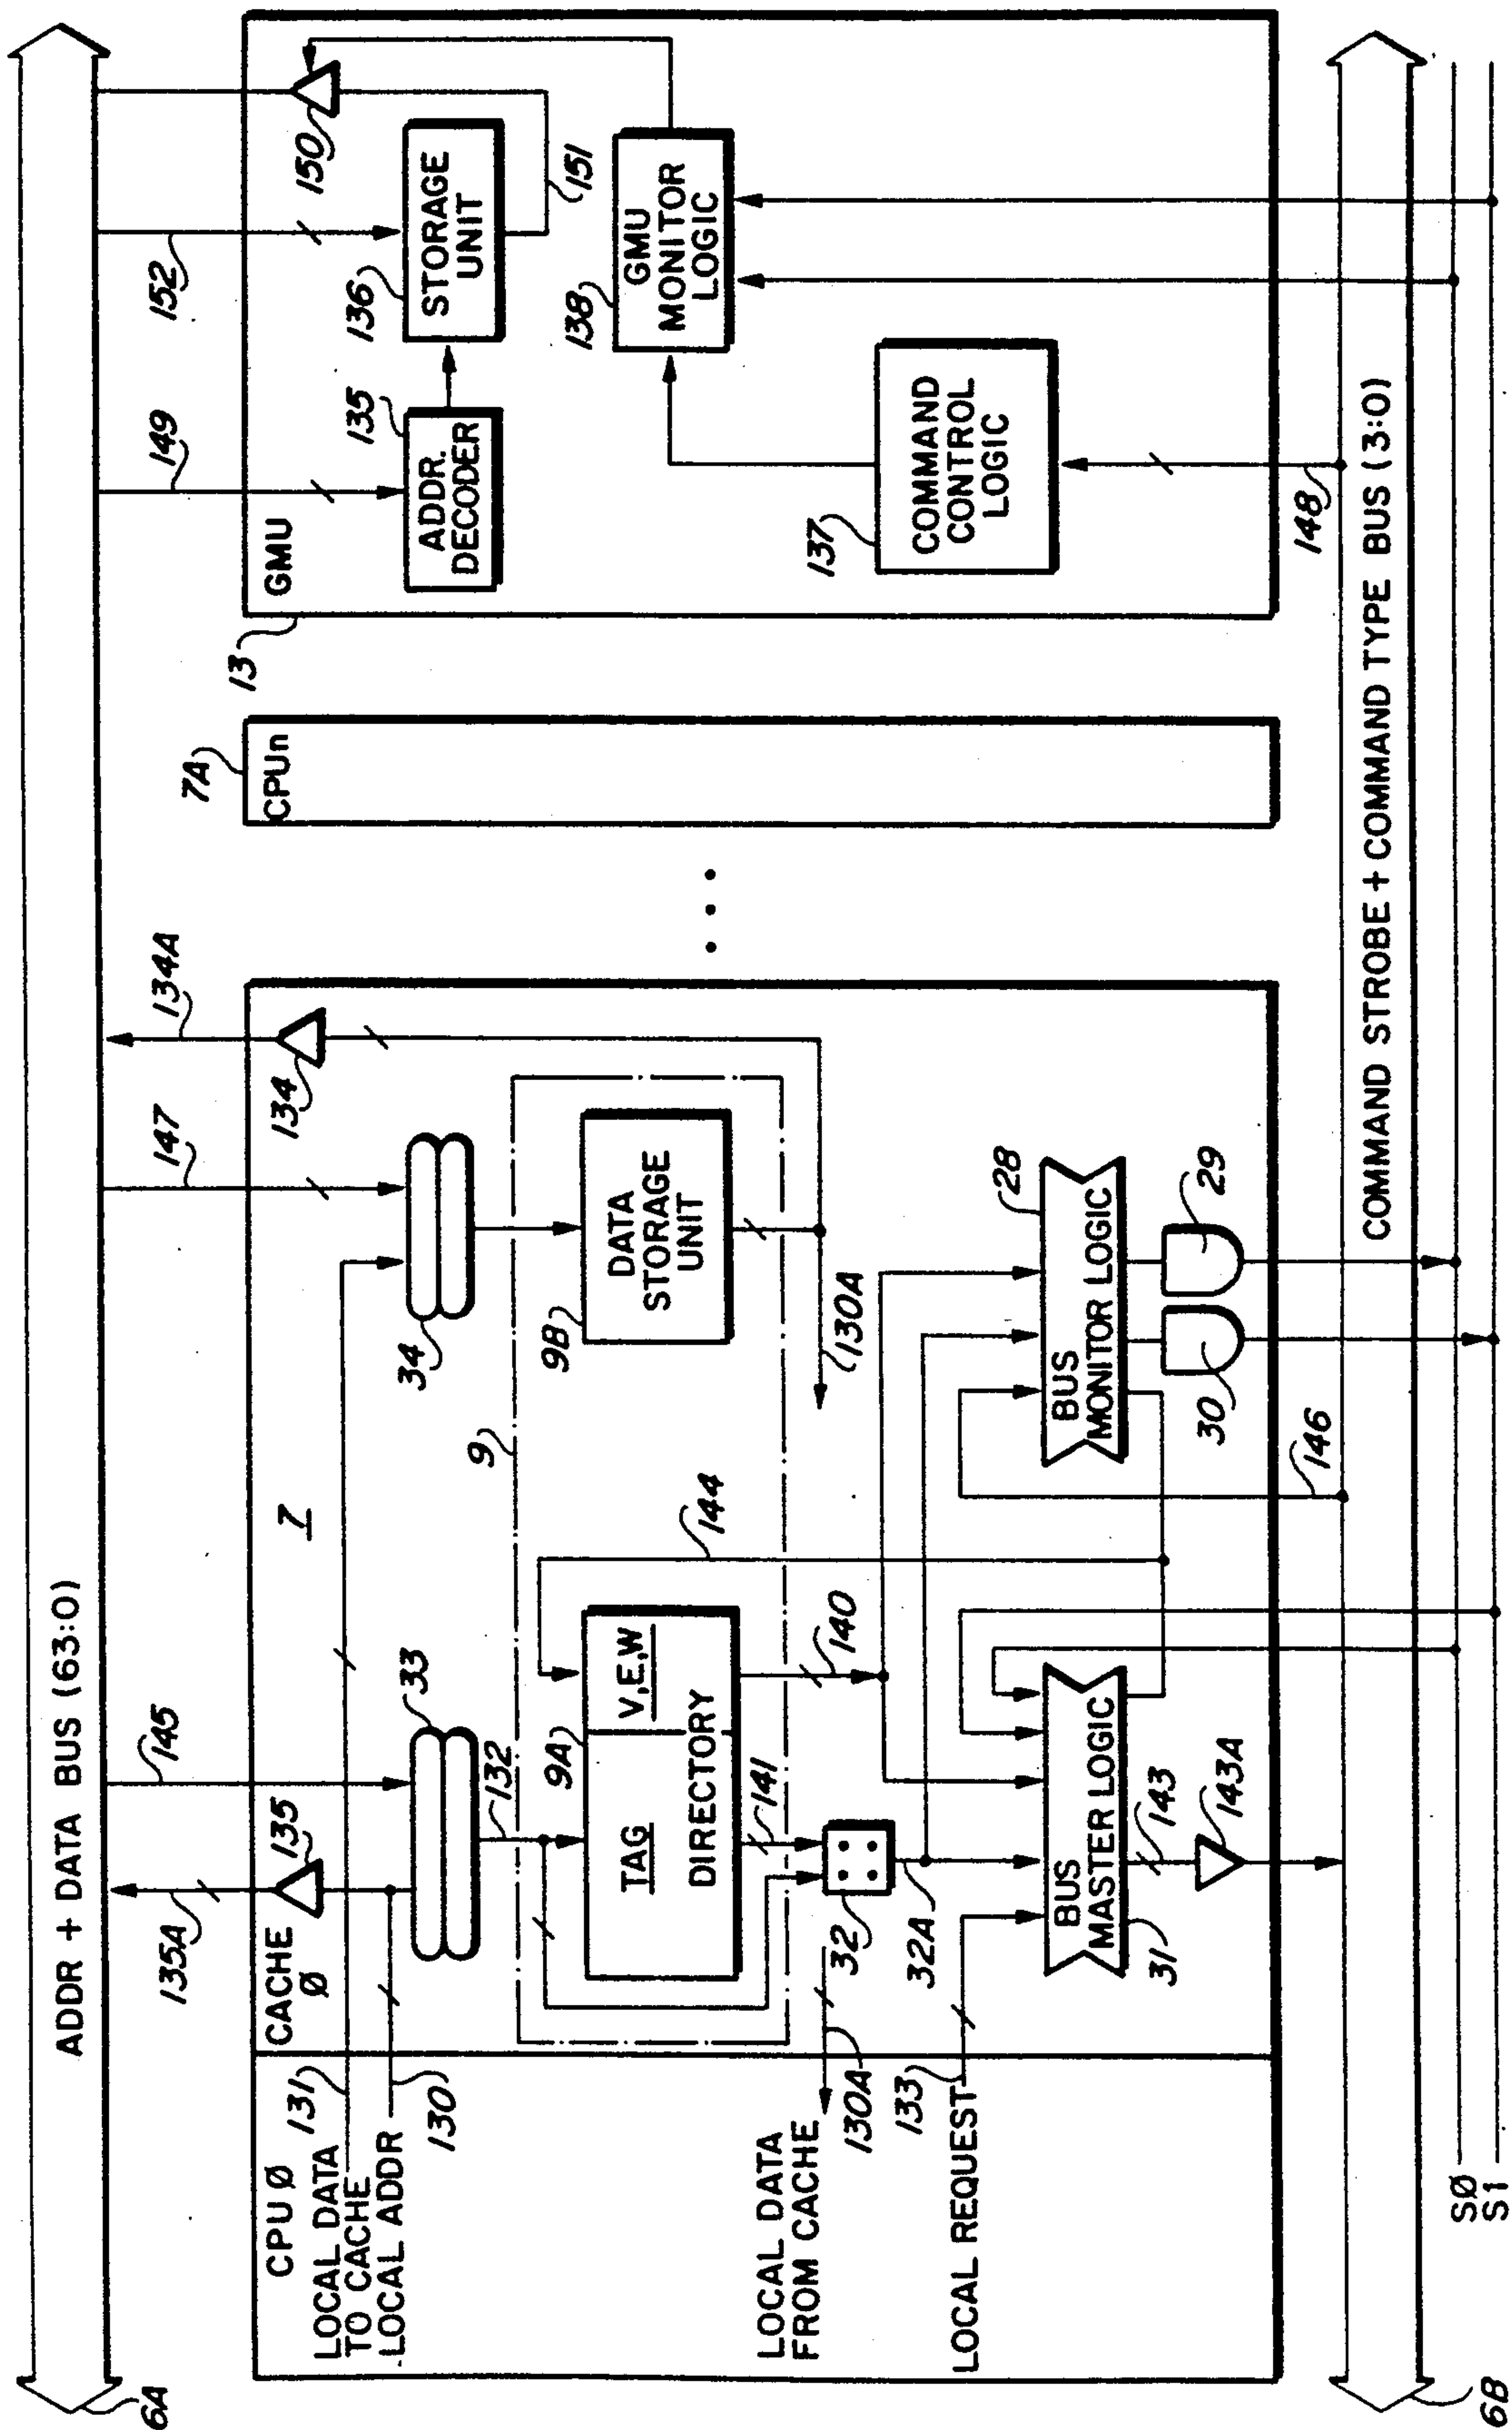 6A
ADDR + DATA BUS (63:0)
135A
145
147
134A
149
152
CPU Ø
LOCAL DATA
TO CACHE
LOCAL ADDR
131
130
LOCAL DATA
FROM CACHE
130A
LOCAL REQUEST
133
CACHE
Ø
7
135
33
132
34
134
9
9A
TAG
V,E,W
DIRECTORY
9B
DATA
STORAGE
UNIT
130A
141
140
144
32
32A
BUS
MASTER LOGIC
31
143
143A
BUS
MONITOR LOGIC
28
29
30
146
• • •
7A
CPUn
13
GMU
ADDR.
DECODER
135
136
STORAGE
UNIT
150
151
138
GMU
MONITOR
LOGIC
137
COMMAND
CONTROL
LOGIC
148
COMMAND STROBE + COMMAND TYPE BUS (3:0)
6B
SØ
S1